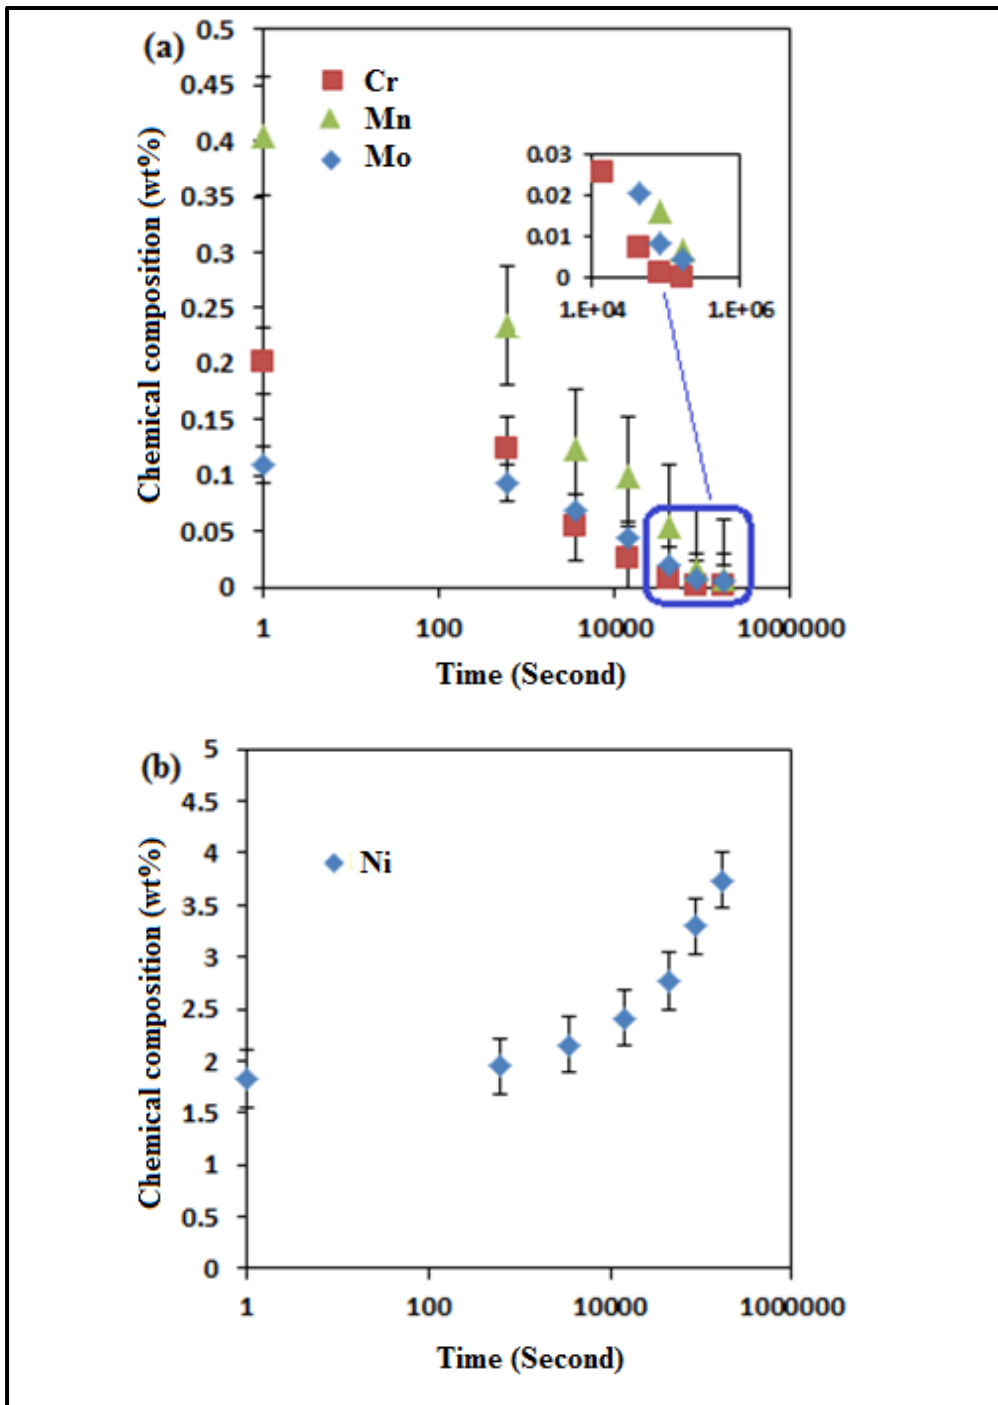 (a)
0.5
0.45
0.4
0.35
0.3
0.25
0.2
0.15
0.1
0.05
0
Chemical composition (wt%)
Cr
Mn
Mo
0.03
0.02
0.01
0
1.E+04 1.E+06
1 100 10000 1000000
Time (Second)
(b)
5
4.5
4
3.5
3
2.5
2
1.5
1
0.5
0
Chemical composition (wt%)
Ni
1 100 10000 1000000
Time (Second)